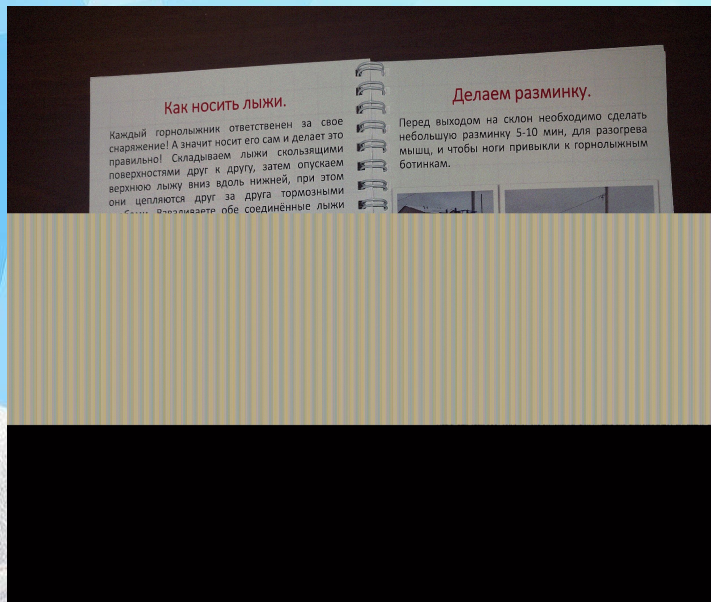 Как носить лыжи.
Каждый горнолыжник ответственен за свое
снаряжение! А значит носит его сам и делает это
правильно! Складываем лыжи скользящими
поверхностями друг к другу, затем опускаем
верхнюю лыжу вниз вдоль нижней, при этом
они цепляются друг за друга тормозными
обе соединённые лыжи
Делаем разминку.
Перед выходом на склон необходимо сделать
небольшую разминку 5-10 мин, для разогрева
мышц, и чтобы ноги привыкли к горнолыжным
ботинкам.